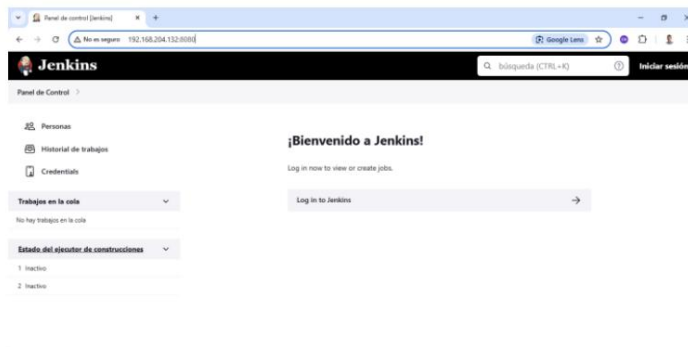 Panel de control [Jenkins]
No es seguro 192.168.204.132:8080
Google Lens
Jenkins
búsqueda (CTRL+K)
Iniciar sesión
Panel de Control
Personas
Historial de trabajos
Credentials
Trabajos en la cola
No hay trabajos en la cola
Estado del ejecutor de construcciones
1 Inactivo
2 Inactivo
¡Bienvenido a Jenkins!
Log in now to view or create jobs.
Log in to Jenkins